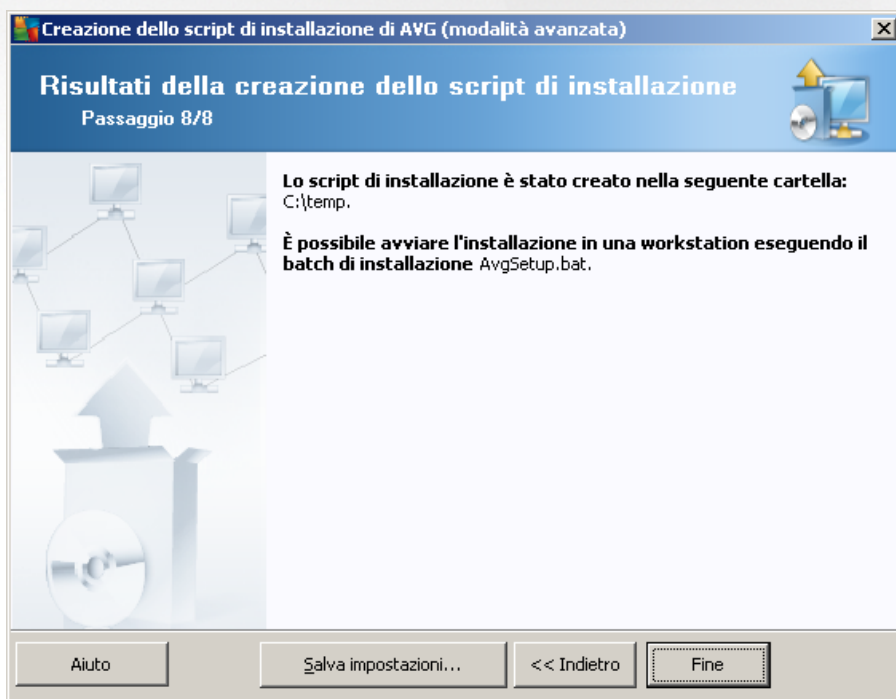 Creazione dello script di installazione di AVG (modalità avanzata)
Risultati della creazione dello script di installazione
Passaggio 8/8
Lo script di installazione è stato creato nella seguente cartella:
C:\temp.
È possibile avviare l'installazione in una workstation eseguendo il
batch di installazione AvgSetup.bat.
Aiuto
Salva impostazioni...
<< Indietro
Fine